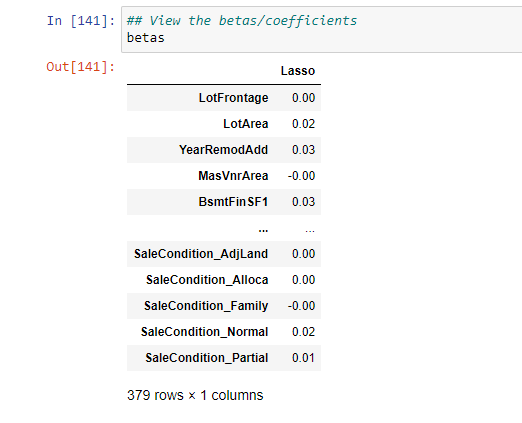 In [141]: ## View the betas/coefficients
betas
Out[141]:
Lasso
LotFrontage 0.00
LotArea 0.02
YearRemodAdd 0.03
MasVnrArea -0.00
BsmtFinSF1 0.03
... ...
SaleCondition_AdjLand 0.00
SaleCondition_Alloca 0.00
SaleCondition_Family -0.00
SaleCondition_Normal 0.02
SaleCondition_Partial 0.01
379 rows × 1 columns